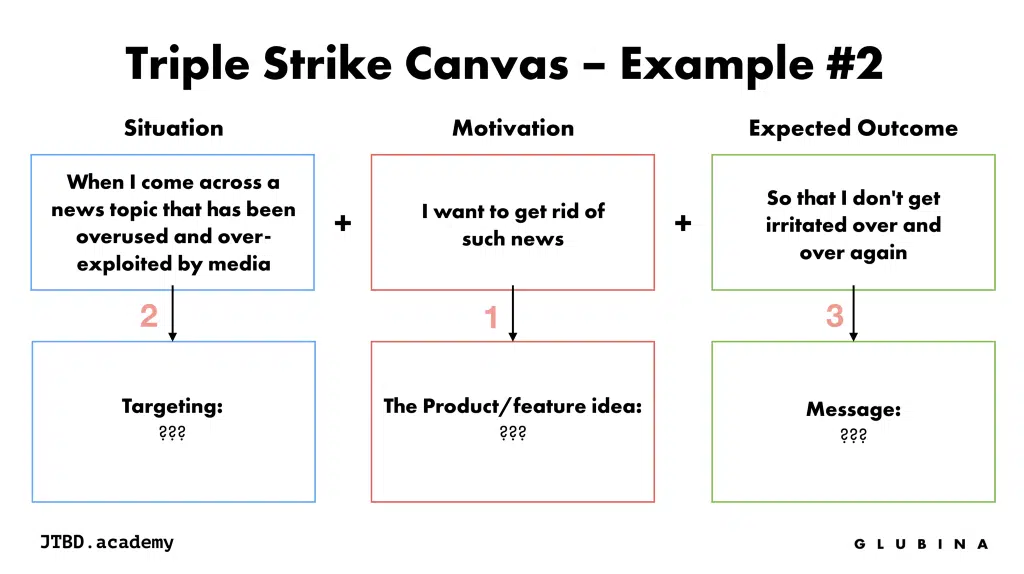 Triple Strike Canvas – Example #2
Situation
Motivation
Expected Outcome
When I come across a
news topic that has been
overused and over-
exploited by media
+
I want to get rid of
such news
+
So that I don't get
irritated over and
over again
2
1
3
Targeting:
???
The Product/feature idea:
???
Message:
???
JTBD.academy
GLUBINA